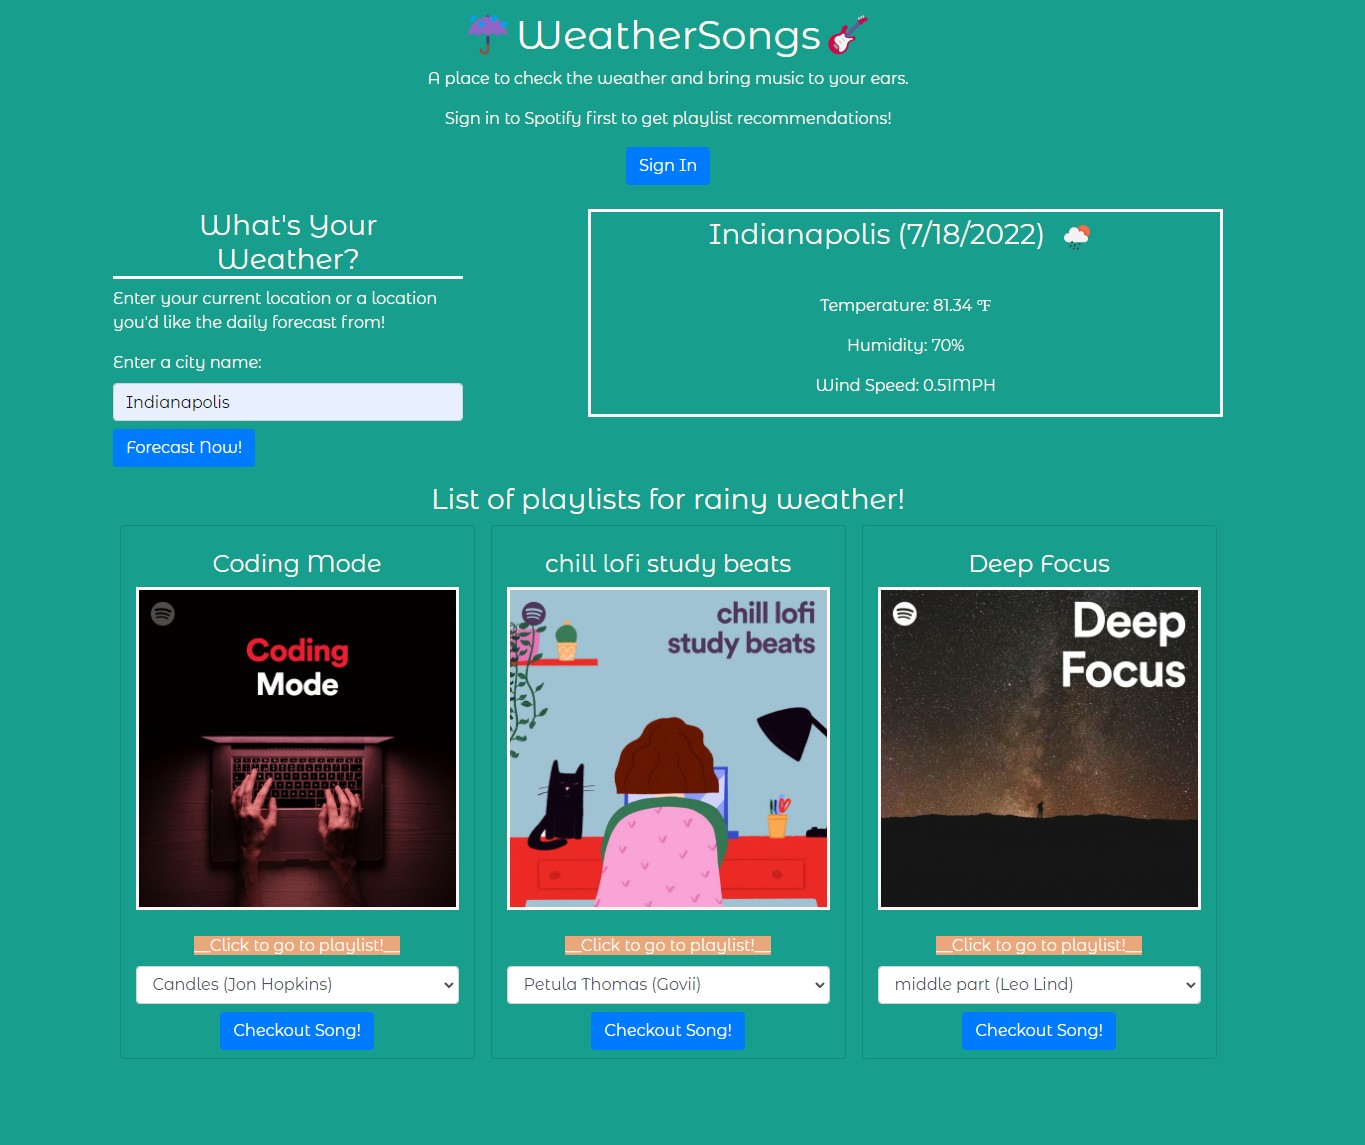 WeatherSongs
A place to check the weather and bring music to your ears.
Sign in to Spotify first to get playlist recommendations!
Sign In
What's Your
Weather?
Enter your current location or a location
you'd like the daily forecast from!
Enter a city name:
Indianapolis
Forecast Now!
Indianapolis (7/18/2022)
Temperature: 81.34 °F
Humidity: 70%
Wind Speed: 0.51MPH
List of playlists for rainy weather!
Coding Mode
Coding
Mode
__Click to go to playlist!__
Candles (Jon Hopkins)
Checkout Song!
chill lofi study beats
chill lofi
study beats
__Click to go to playlist!__
Petula Thomas (Govii)
Checkout Song!
Deep Focus
Deep
Focus
__Click to go to playlist!__
middle part (Leo Lind)
Checkout Song!